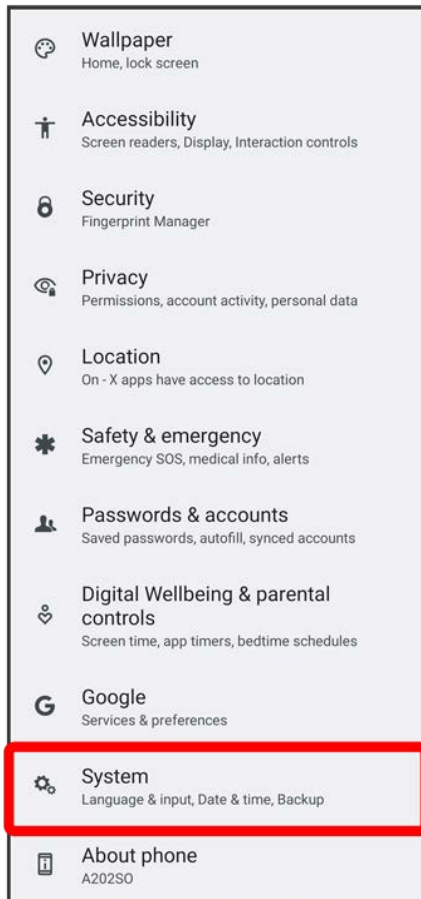 Wallpaper
Home, lock screen
Accessibility
Screen readers, Display, Interaction controls
Security
Fingerprint Manager
Privacy
Permissions, account activity, personal data
Location
On - X apps have access to location
Safety & emergency
Emergency SOS, medical info, alerts
Passwords & accounts
Saved passwords, autofill, synced accounts
Digital Wellbeing & parental
controls
Screen time, app timers, bedtime schedules
Google
Services & preferences
System
Language & input, Date & time, Backup
About phone
A202SO